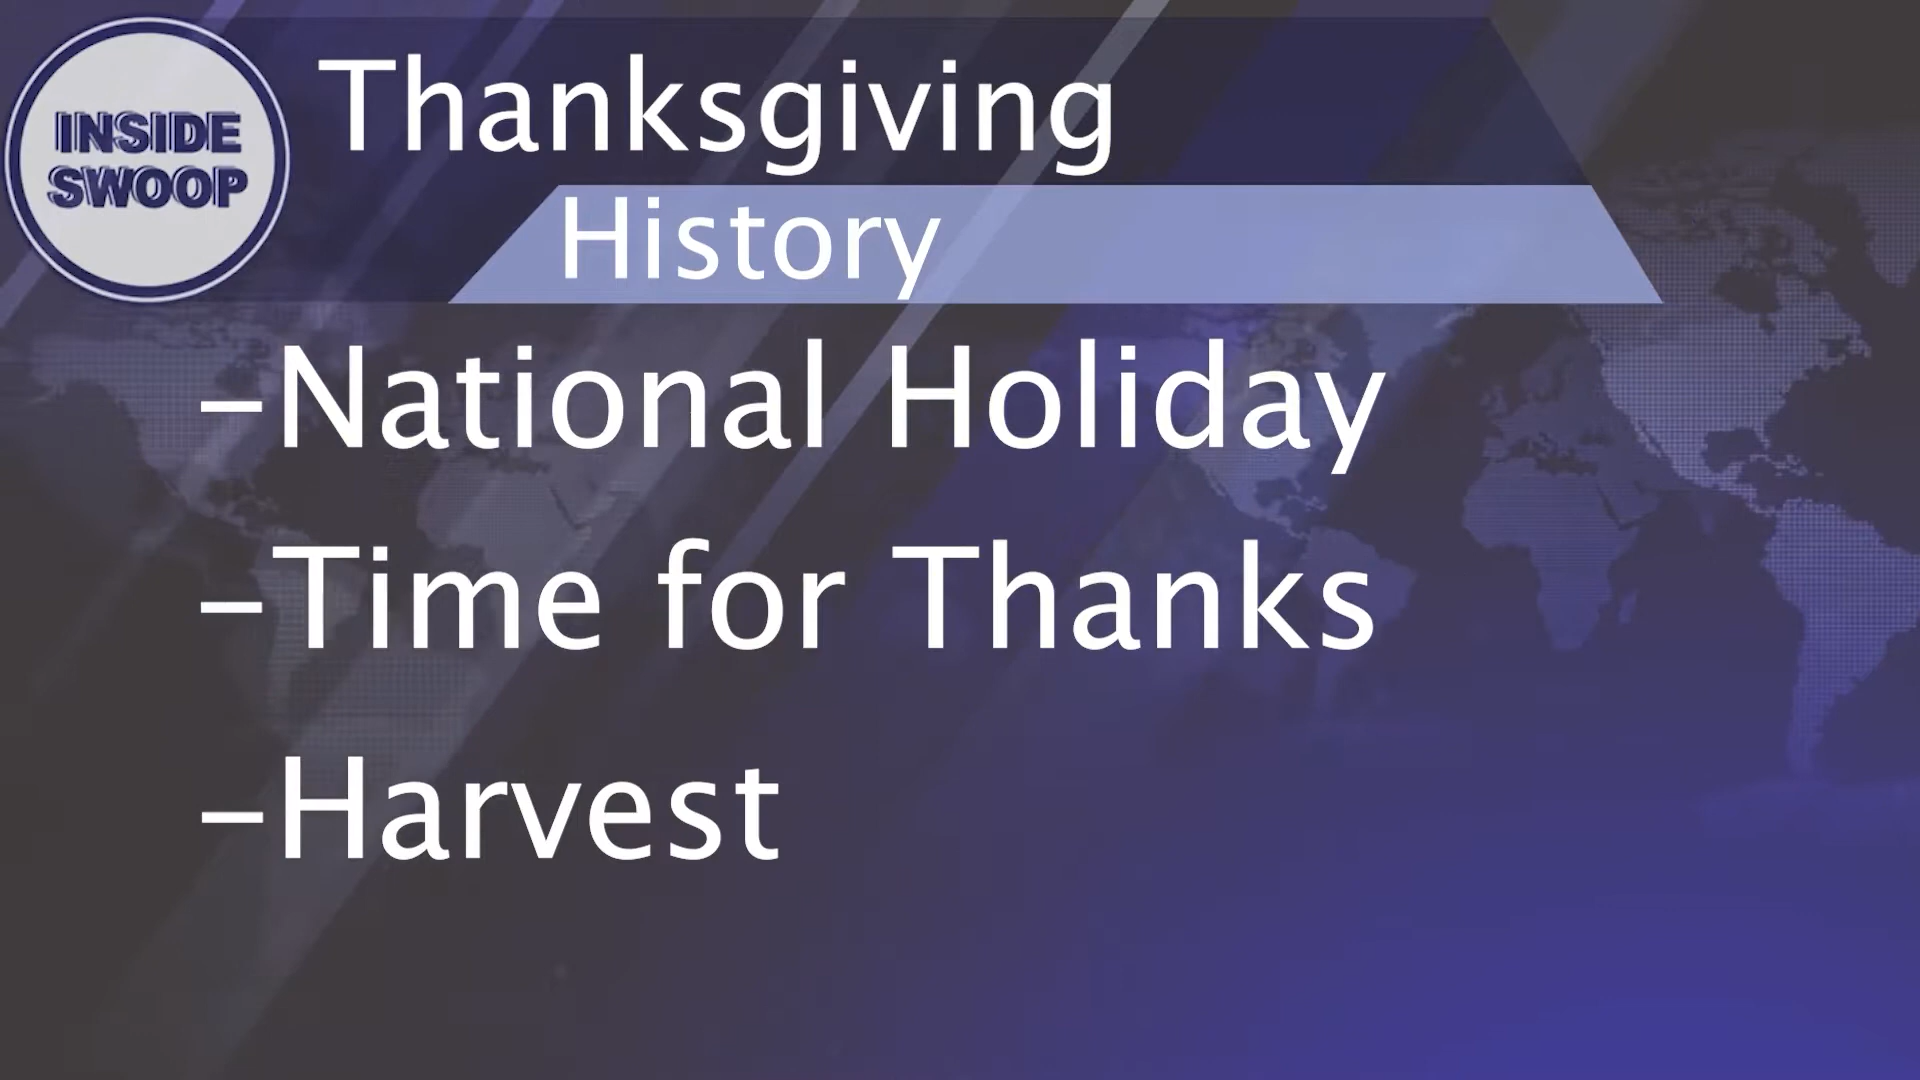 INSIDE
SWOOP
Thanksgiving
History
-National Holiday
-Time for Thanks
-Harvest